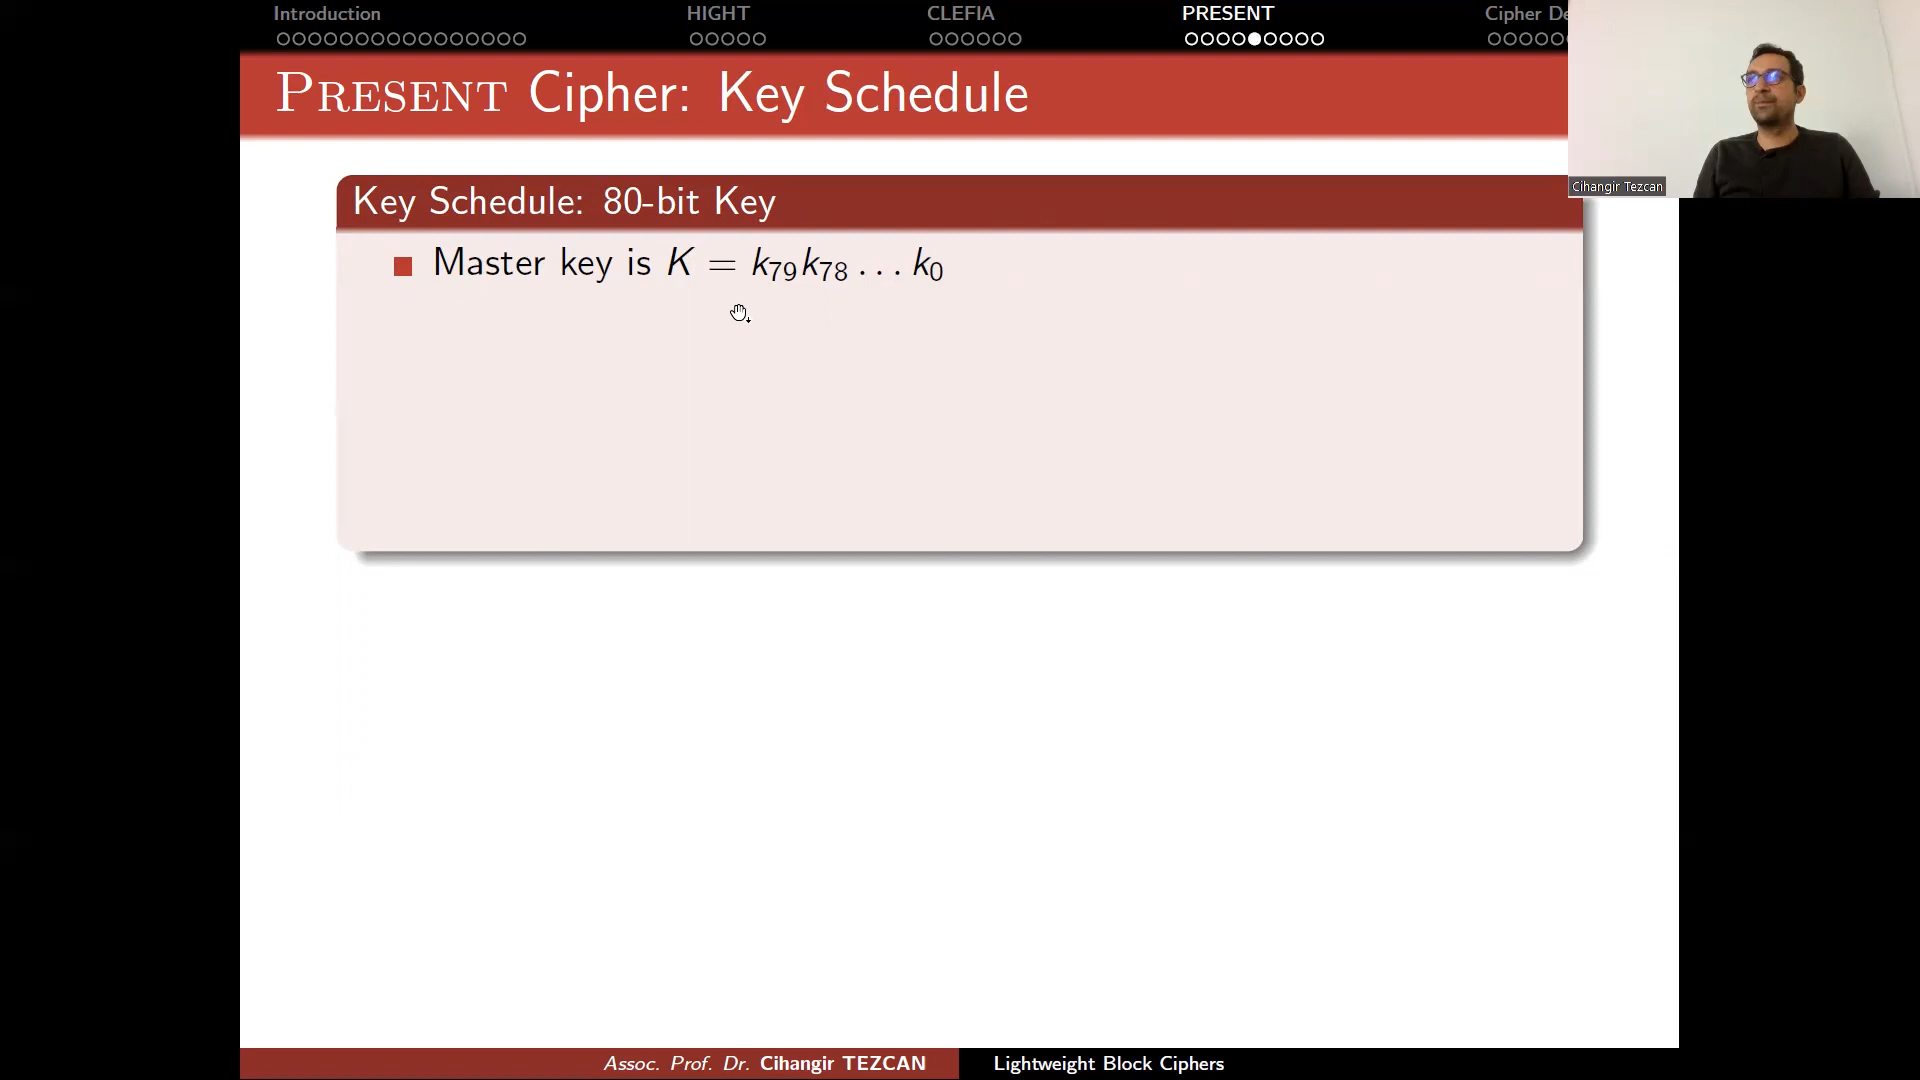 Introduction HIGHT CLEFIA PRESENT Cipher De
PRESENT Cipher: Key Schedule
Cihangir Tezcan
Key Schedule: 80-bit Key
Master key is K = k₇₉k₇₈ . . . k₀
Assoc. Prof. Dr. Cihangir TEZCAN Lightweight Block Ciphers